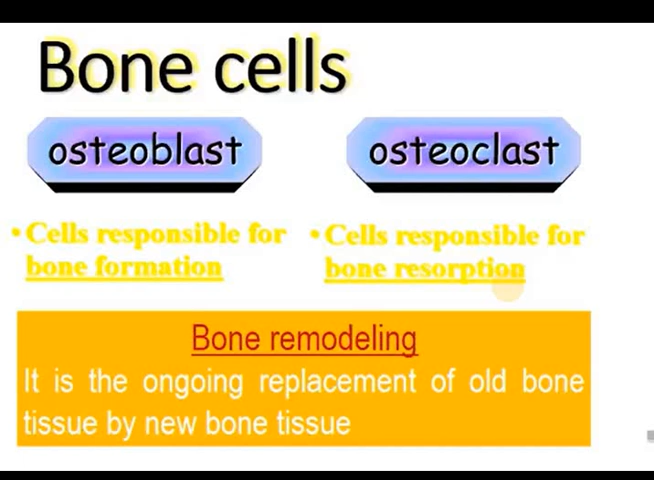 Bone cells
osteoblast
osteoclast
• Cells responsible for
bone formation
• Cells responsible for
bone resorption
Bone remodeling
It is the ongoing replacement of old bone
tissue by new bone tissue